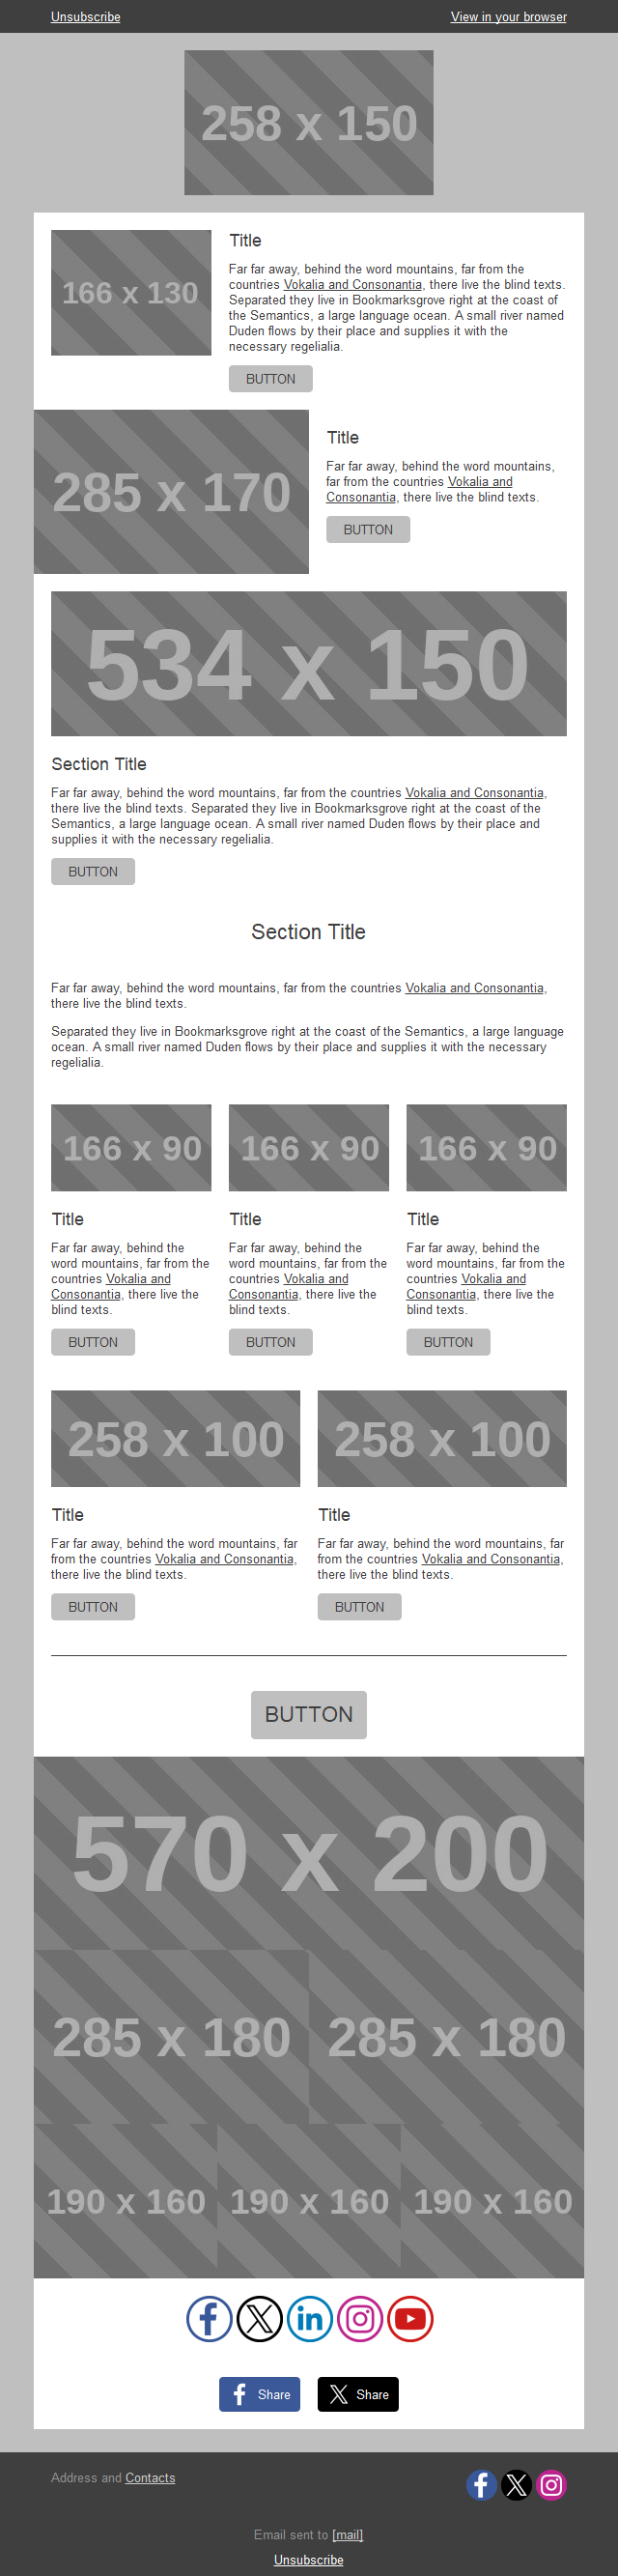 Unsubscribe
View in your browser
258 x 150
166 x 130
Title
Far far away, behind the word mountains, far from the
countries Vokalia and Consonantia, there live the blind texts.
Separated they live in Bookmarksgrove right at the coast of
the Semantics, a large language ocean. A small river named
Duden flows by their place and supplies it with the
necessary regelialia.
BUTTON
285 x 170
Title
Far far away, behind the word mountains,
far from the countries Vokalia and
Consonantia, there live the blind texts.
BUTTON
534 x 150
Section Title
Far far away, behind the word mountains, far from the countries Vokalia and Consonantia,
there live the blind texts. Separated they live in Bookmarksgrove right at the coast of the
Semantics, a large language ocean. A small river named Duden flows by their place and
supplies it with the necessary regelialia.
BUTTON
Section Title
Far far away, behind the word mountains, far from the countries Vokalia and Consonantia,
there live the blind texts.
Separated they live in Bookmarksgrove right at the coast of the Semantics, a large language
ocean. A small river named Duden flows by their place and supplies it with the necessary
regelialia.
166 x 90
Title
Far far away, behind the
word mountains, far from the
countries Vokalia and
Consonantia, there live the
blind texts.
BUTTON
166 x 90
Title
Far far away, behind the
word mountains, far from the
countries Vokalia and
Consonantia, there live the
blind texts.
BUTTON
166 x 90
Title
Far far away, behind the
word mountains, far from the
countries Vokalia and
Consonantia, there live the
blind texts.
BUTTON
258 x 100
Title
Far far away, behind the word mountains, far
from the countries Vokalia and Consonantia,
there live the blind texts.
BUTTON
258 x 100
Title
Far far away, behind the word mountains, far
from the countries Vokalia and Consonantia,
there live the blind texts.
BUTTON
BUTTON
570 x 200
285 x 180
285 x 180
190 x 160
190 x 160
190 x 160
Share
Share
Address and Contacts
Email sent to [mail]
Unsubscribe